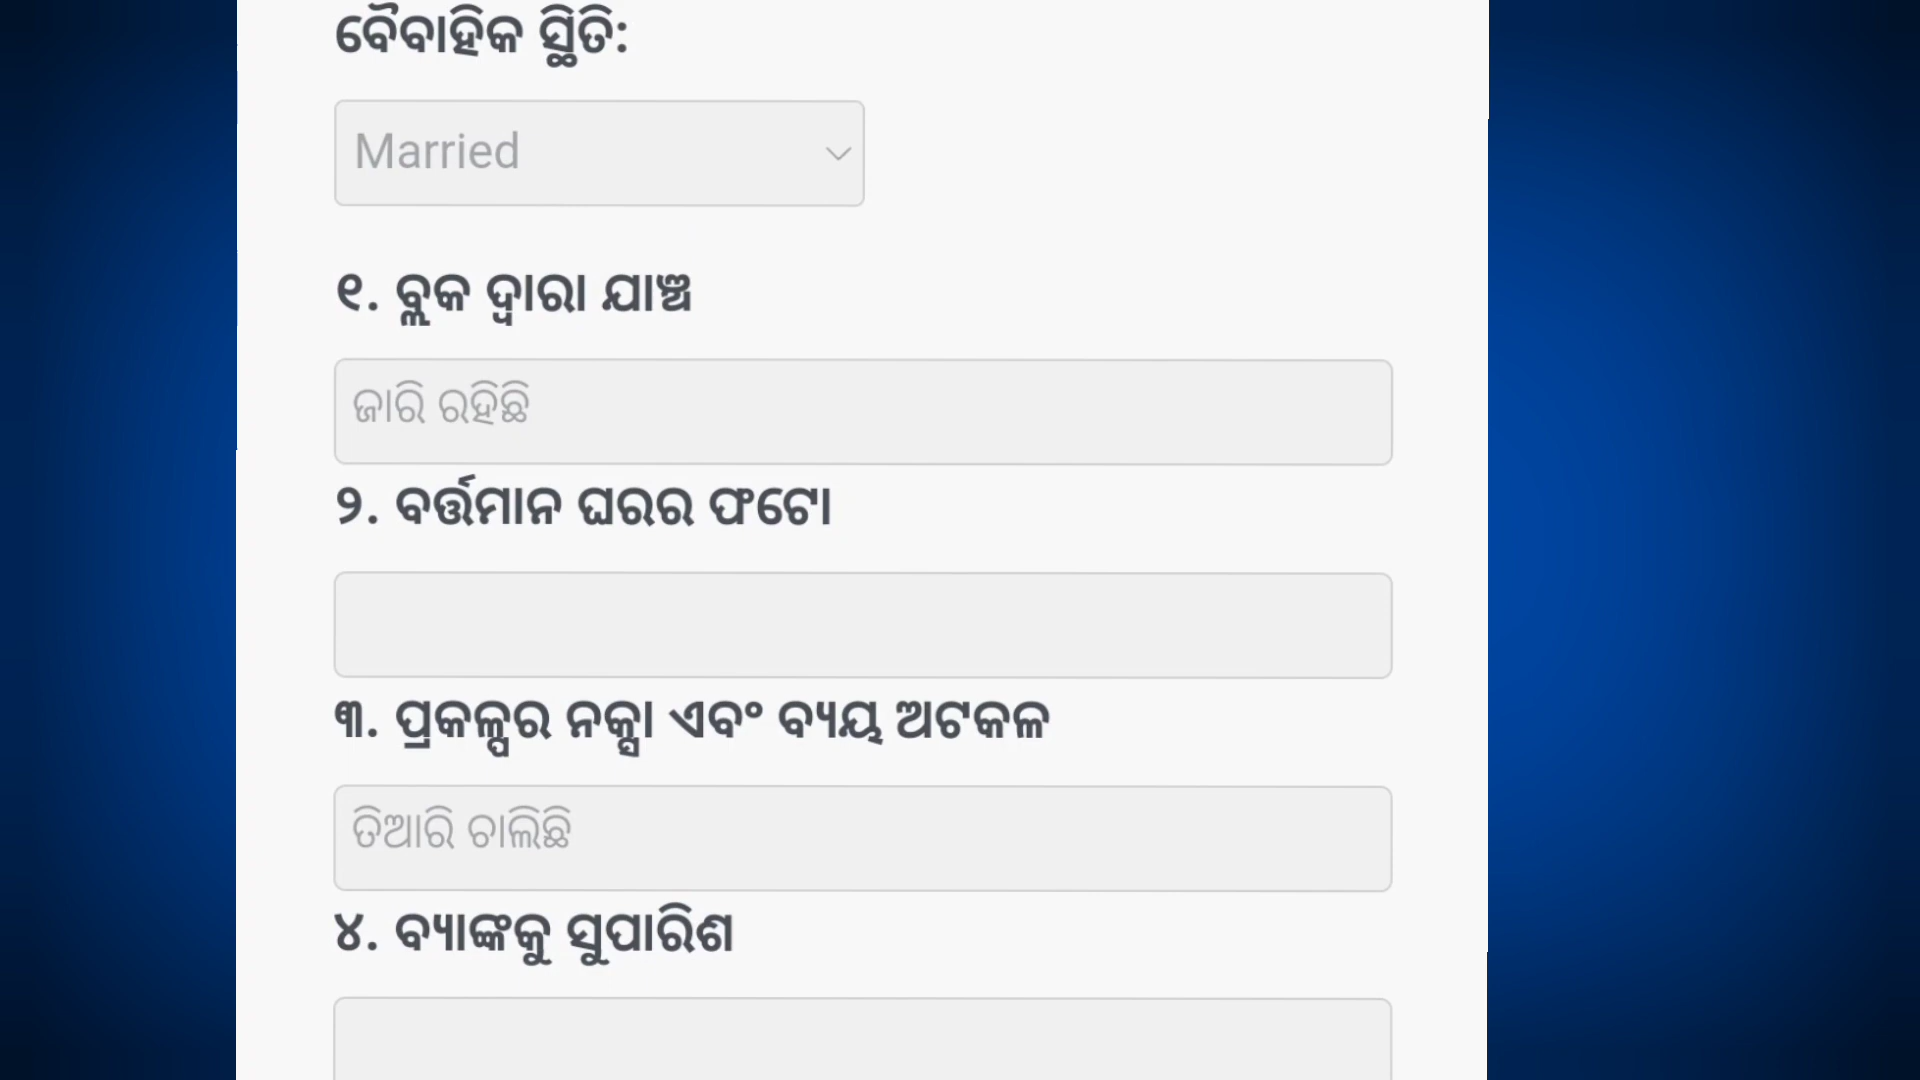 ବୈବାହିକ ସ୍ଥିତି:
Married
୧. ବ୍ଲକ ଦ୍ୱାରା ଯାଞ୍ଚ
ଜାରି ରହିଛି
୨. ବର୍ତ୍ତମାନ ଘରର ଫଟୋ
୩. ପ୍ରକଳ୍ପର ନକ୍ସା ଏବଂ ବ୍ୟୟ ଅଟକଳ
ତିଆରି ଚାଲିଛି
୪. ବ୍ୟାଙ୍କକୁ ସୁପାରିଶ